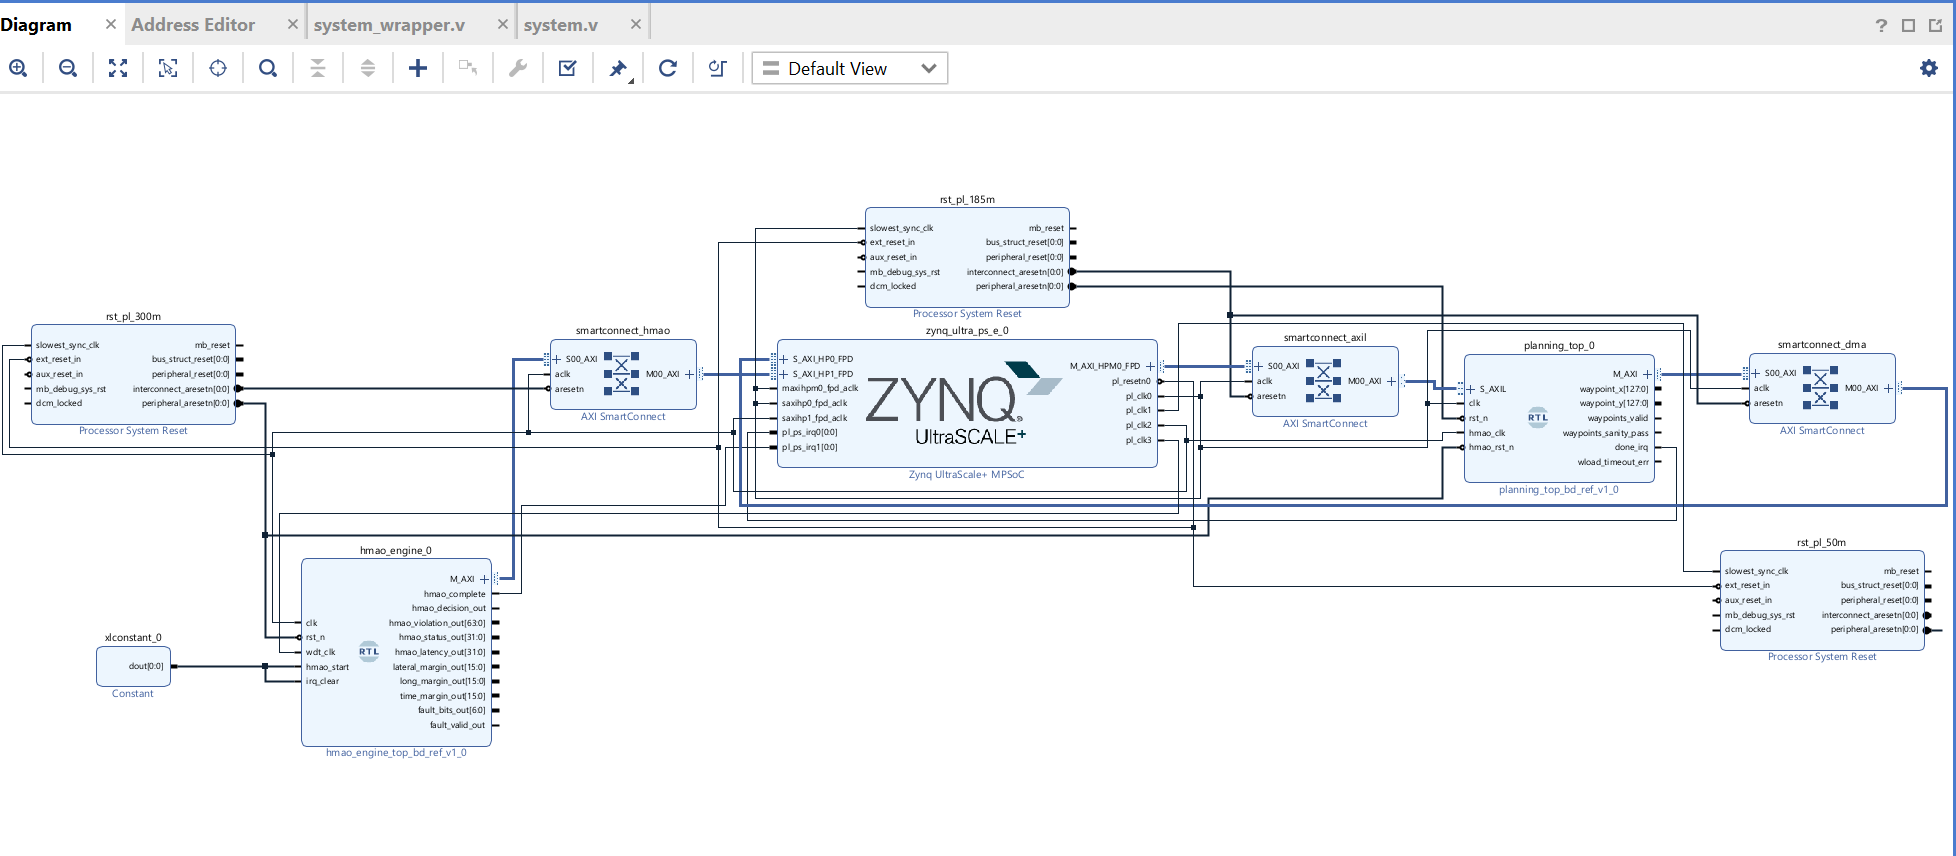 Diagram
Address Editor
system_wrapper.v
system.v
Default View
rst_pl_185m
slowest_sync_clk
ext_reset_in
aux_reset_in
mb_debug_sys_rst
dcm_locked
mb_reset
bus_struct_reset[0:0]
peripheral_reset[0:0]
interconnect_aresetn[0:0]
peripheral_aresetn[0:0]
Processor System Reset
rst_pl_300m
slowest_sync_clk
ext_reset_in
aux_reset_in
mb_debug_sys_rst
dcm_locked
mb_reset
bus_struct_reset[0:0]
peripheral_reset[0:0]
interconnect_aresetn[0:0]
peripheral_aresetn[0:0]
Processor System Reset
smartconnect_hmao
S00_AXI
aclk
aresetn
M00_AXI
AXI SmartConnect
zynq_ultra_ps_e_0
S_AXI_HP0_FPD
S_AXI_HP1_FPD
maxihpm0_fpd_aclk
saxihp0_fpd_aclk
saxihp1_fpd_aclk
pl_ps_irq0[0:0]
pl_ps_irq1[0:0]
ZYNQ
UltraSCALE+
M_AXI_HPM0_FPD
pl_resetn0
pl_clk0
pl_clk1
pl_clk2
pl_clk3
Zynq UltraScale+ MPSoC
smartconnect_axil
S00_AXI
aclk
aresetn
M00_AXI
AXI SmartConnect
planning_top_0
S_AXIL
clk
rst_n
hmao_clk
hmao_rst_n
RTL
M_AXI
waypoint_x[127:0]
waypoint_y[127:0]
waypoints_valid
waypoints_sanity_pass
done_irq
wload_timeout_err
planning_top_bd_ref_v1_0
smartconnect_dma
S00_AXI
aclk
aresetn
M00_AXI
AXI SmartConnect
hmao_engine_0
clk
rst_n
wdt_clk
hmao_start
irq_clear
RTL
M_AXI
hmao_complete
hmao_decision_out
hmao_violation_out[63:0]
hmao_status_out[31:0]
hmao_latency_out[31:0]
lateral_margin_out[15:0]
long_margin_out[15:0]
time_margin_out[15:0]
fault_bits_out[6:0]
fault_valid_out
hmao_engine_top_bd_ref_v1_0
xlconstant_0
dout[0:0]
Constant
rst_pl_50m
slowest_sync_clk
ext_reset_in
aux_reset_in
mb_debug_sys_rst
dcm_locked
mb_reset
bus_struct_reset[0:0]
peripheral_reset[0:0]
interconnect_aresetn[0:0]
peripheral_aresetn[0:0]
Processor System Reset